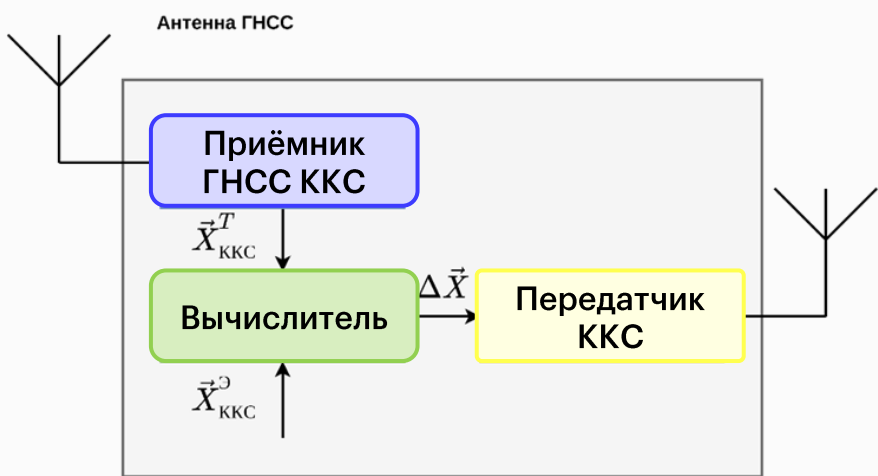 Антенна ГНСС
Приёмник
ГНСС ККС
X⃗ᵀ_ККС
Вычислитель
ΔX⃗
Передатчик
ККС
X⃗^Э_ККС